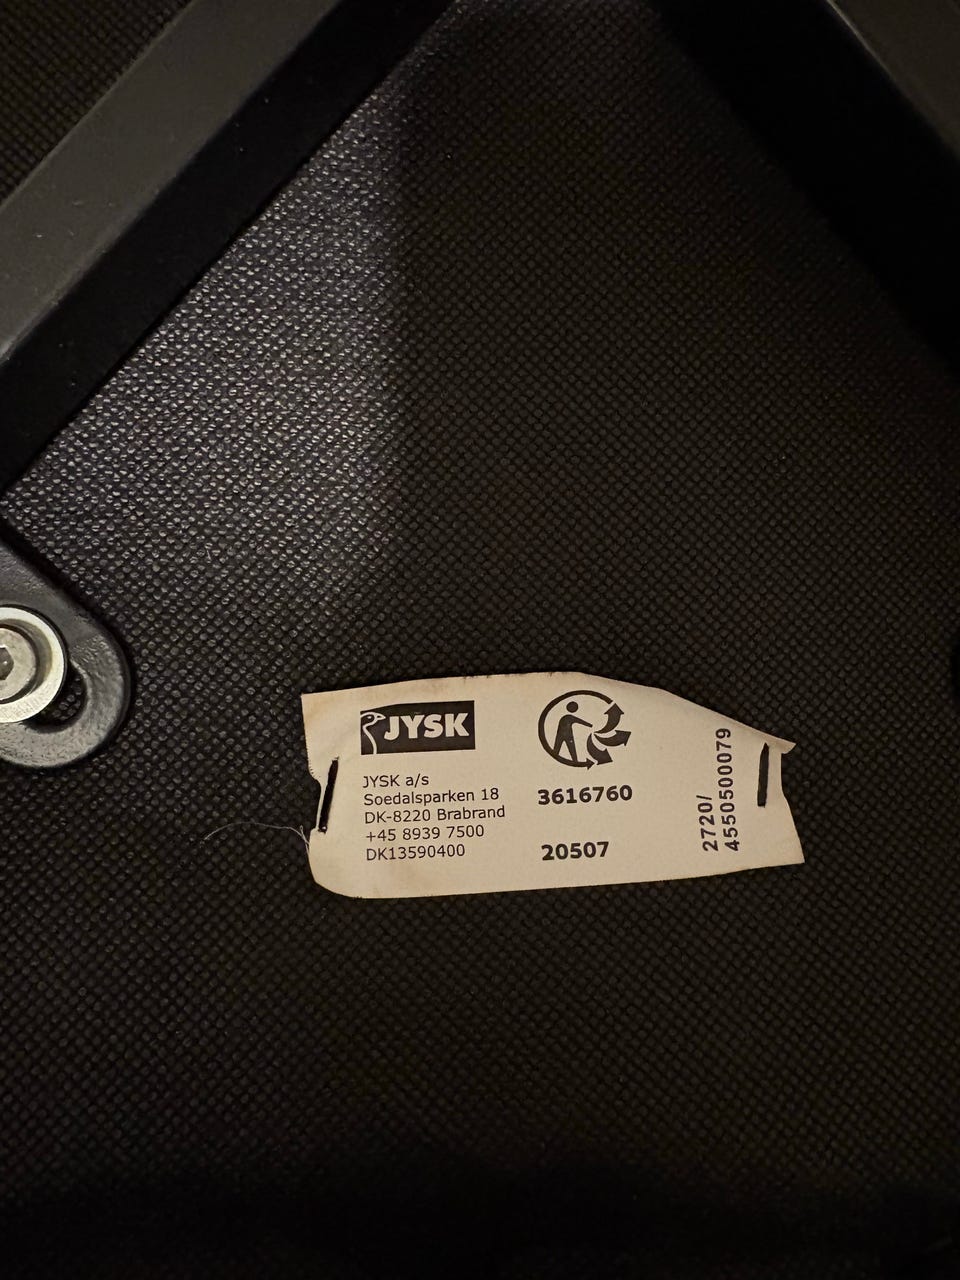 JYSK
JYSK a/s
Soedalsparken 18
DK-8220 Brabrand
+45 8939 7500
DK13590400
3616760
20507
2720/
4550500079